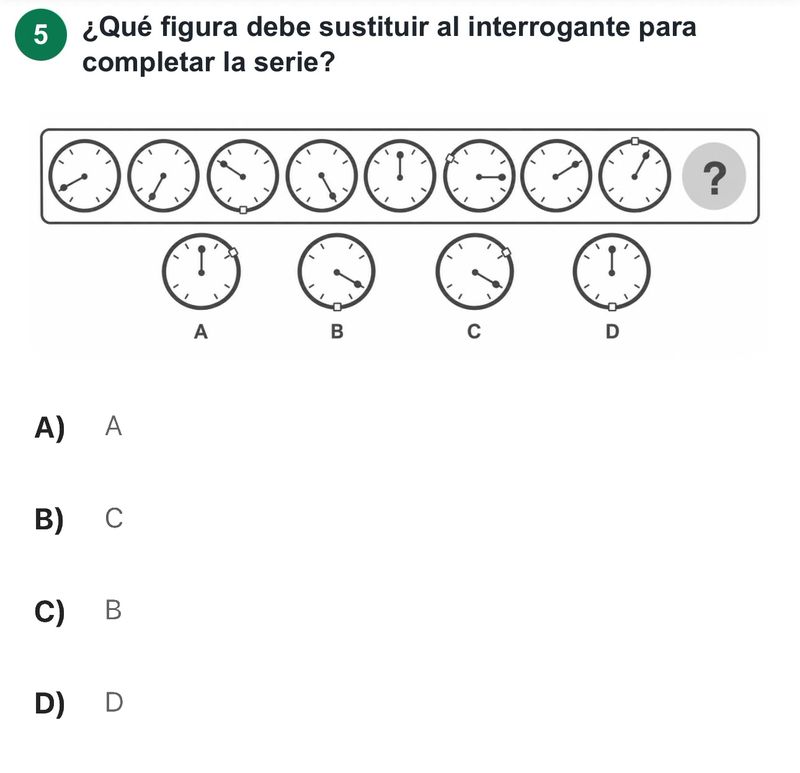 5 ¿Qué figura debe sustituir al interrogante para
completar la serie?
?
A B C D
A) A
B) C
C) B
D) D